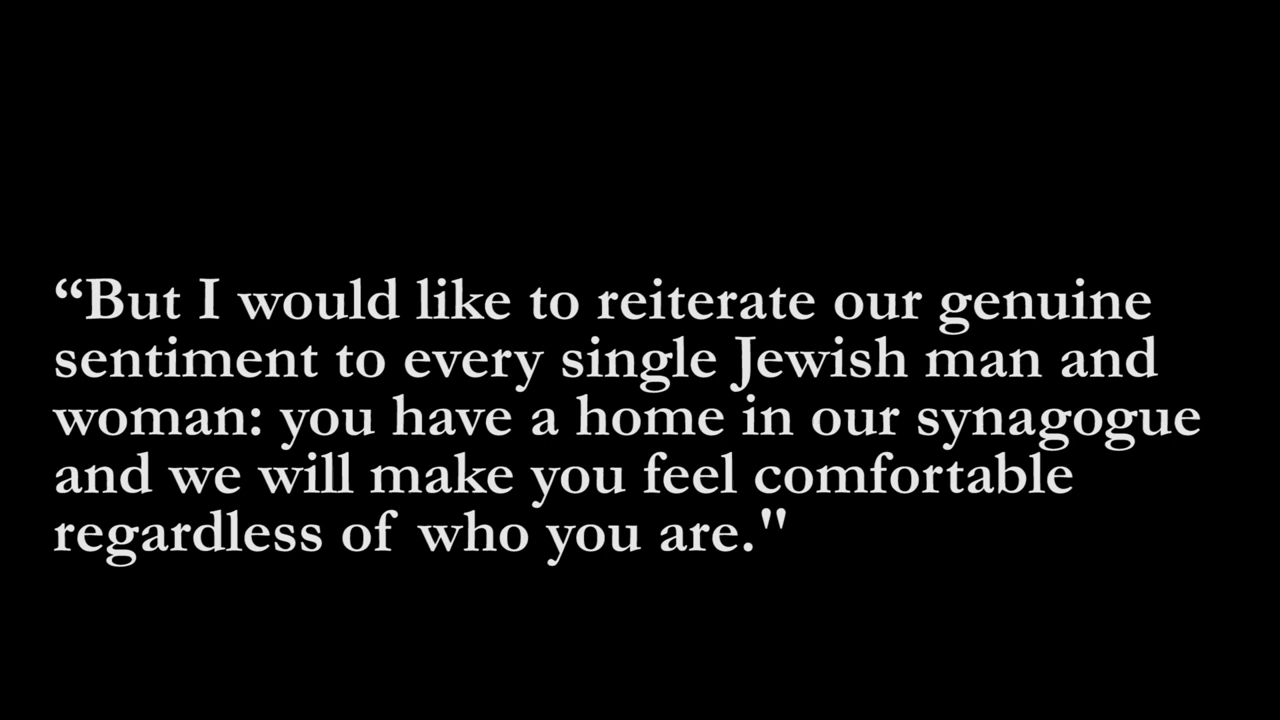 “But I would like to reiterate our genuine
sentiment to every single Jewish man and
woman: you have a home in our synagogue
and we will make you feel comfortable
regardless of who you are."